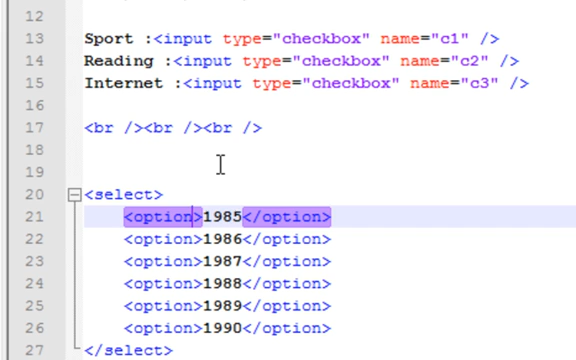 12
13 Sport :<input type="checkbox" name="c1" />
14 Reading :<input type="checkbox" name="c2" />
15 Internet :<input type="checkbox" name="c3" />
16
17 <br /><br /><br />
18
19
20 <select>
21 <option>1985</option>
22 <option>1986</option>
23 <option>1987</option>
24 <option>1988</option>
25 <option>1989</option>
26 <option>1990</option>
27 </select>